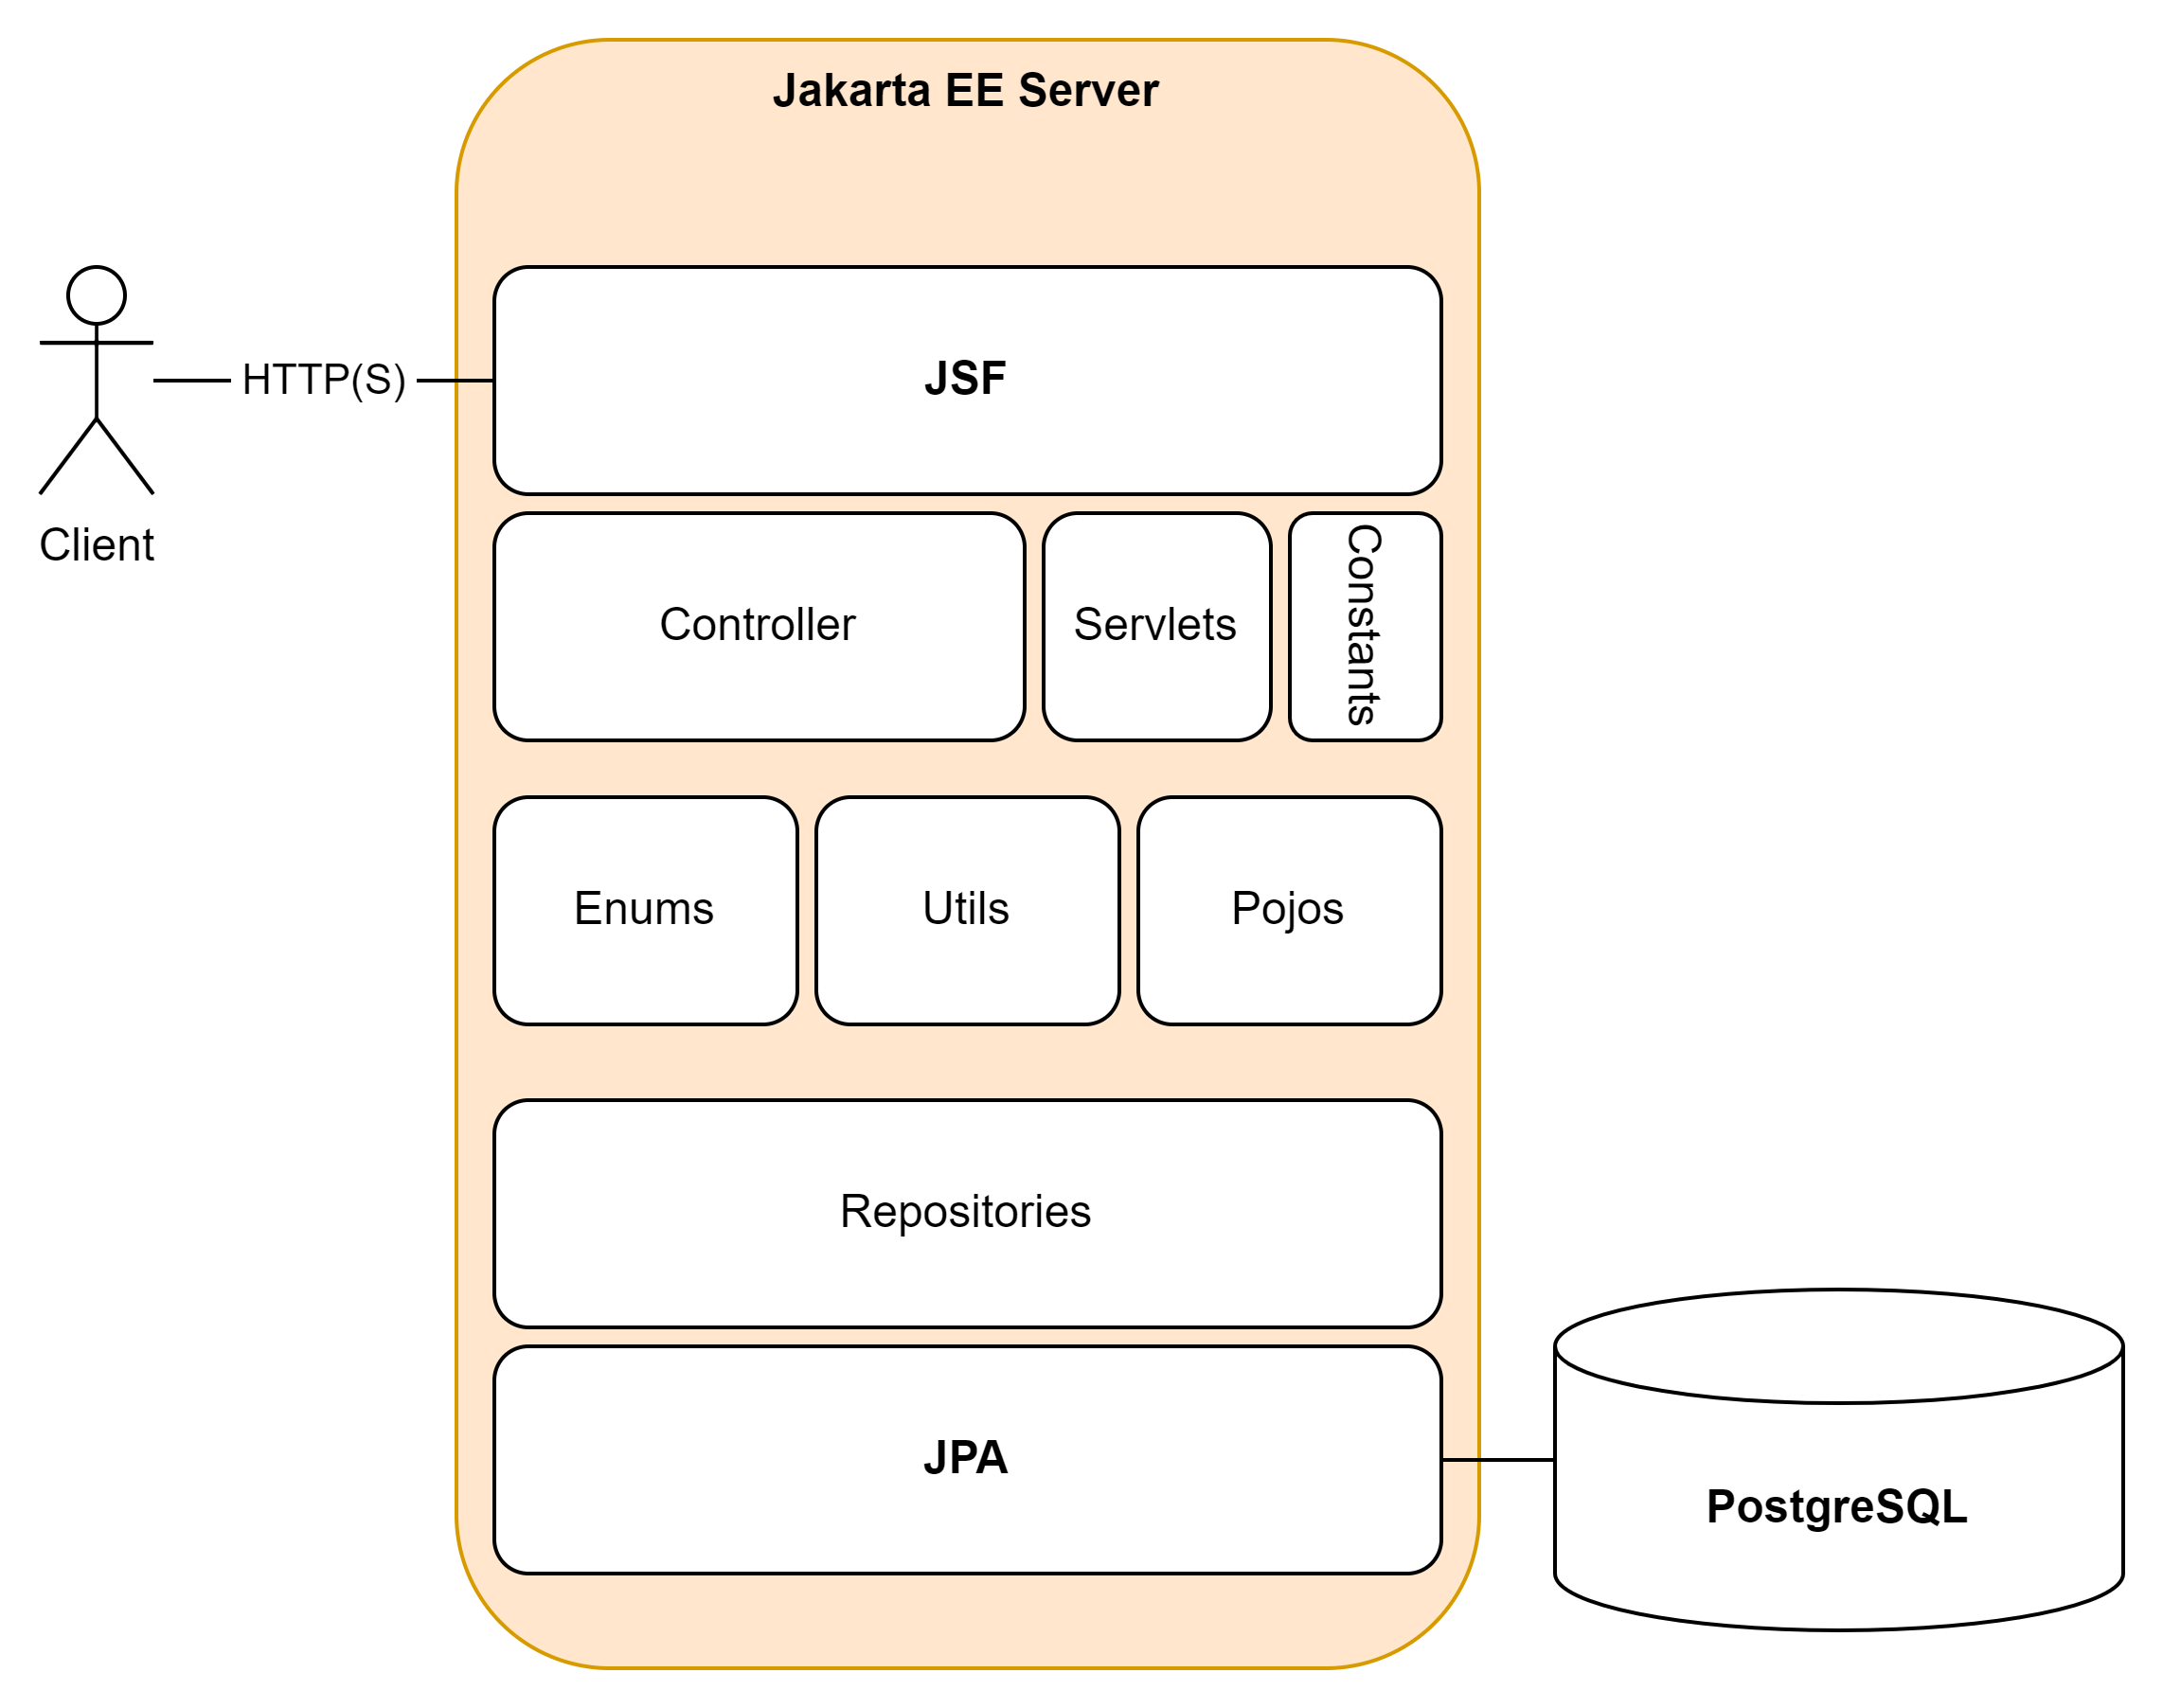 Jakarta EE Server
JSF
HTTP(S)
Client
Controller
Servlets
Constants
Enums
Utils
Pojos
Repositories
JPA
PostgreSQL